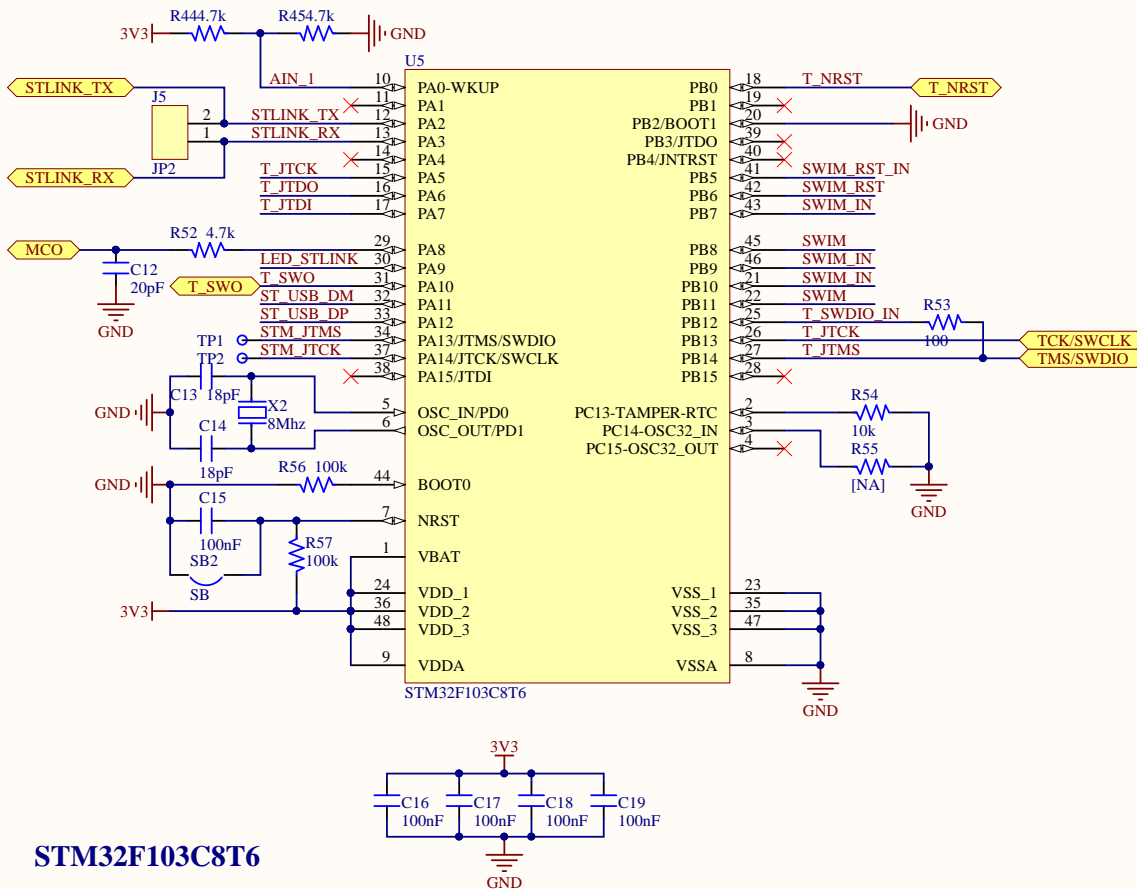 R44 4.7k R45 4.7k
3V3 GND
U5
STLINK_TX AIN_1 10 PA0-WKUP PB0 18 T_NRST T_NRST
J5 11 PA1 PB1 19
2 STLINK_TX 12 PA2 PB2/BOOT1 20 GND
1 STLINK_RX 13 PA3 PB3/JTDO 39
JP2 14 PA4 PB4/JNTRST 40
STLINK_RX T_JTCK 15 PA5 PB5 41 SWIM_RST_IN
T_JTDO 16 PA6 PB6 42 SWIM_RST
T_JTDI 17 PA7 PB7 43 SWIM_IN
MCO R52 4.7k 29 PA8 PB8 45 SWIM
C12 LED_STLINK 30 PA9 PB9 46 SWIM_IN
20pF T_SWO T_SWO 31 PA10 PB10 21 SWIM_IN
GND ST_USB_DM 32 PA11 PB11 22 SWIM
ST_USB_DP 33 PA12 PB12 25 T_SWDIO_IN R53
TP1 STM_JTMS 34 PA13/JTMS/SWDIO PB13 26 T_JTCK 100 TCK/SWCLK
TP2 STM_JTCK 37 PA14/JTCK/SWCLK PB14 27 T_JTMS TMS/SWDIO
38 PA15/JTDI PB15 28
C13 18pF
GND X2 5 OSC_IN/PD0 PC13-TAMPER-RTC 2 R54
8Mhz 6 OSC_OUT/PD1 PC14-OSC32_IN 3 10k
C14 PC15-OSC32_OUT 4 R55
18pF [NA]
GND R56 100k 44 BOOT0 GND
C15 7 NRST
100nF R57
100k
SB2 1 VBAT
SB 24 VDD_1 VSS_1 23
3V3 36 VDD_2 VSS_2 35
48 VDD_3 VSS_3 47
9 VDDA VSSA 8
STM32F103C8T6 GND
3V3
C16 C17 C18 C19
100nF 100nF 100nF 100nF
GND
STM32F103C8T6